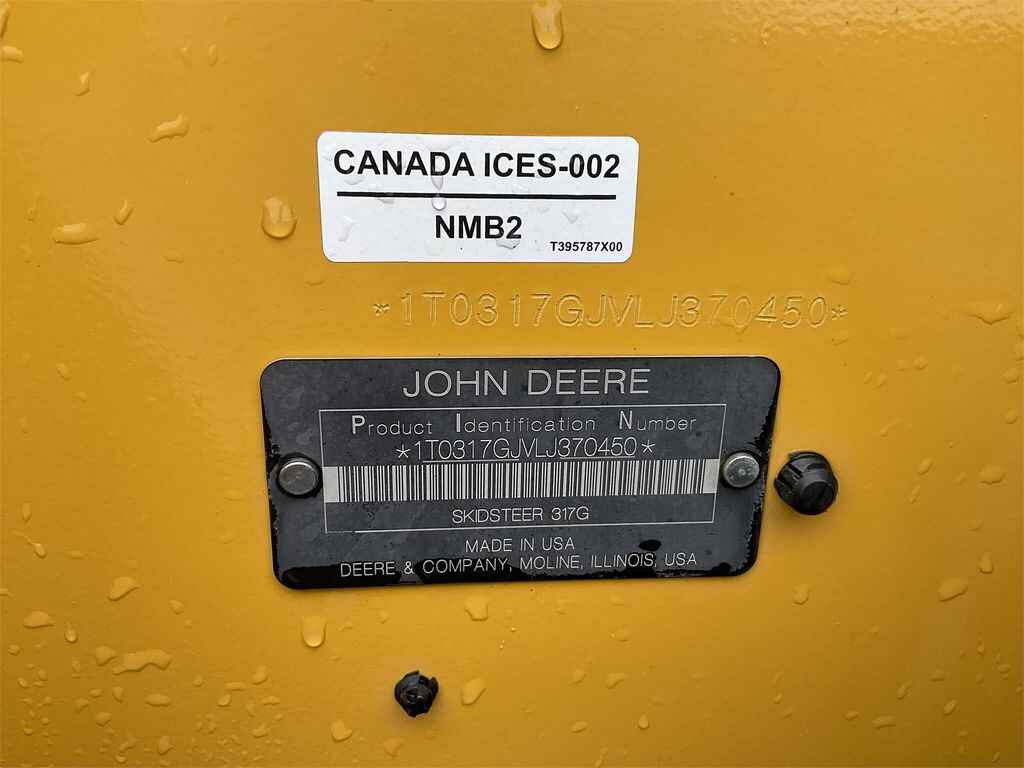 CANADA ICES-002
NMB2
T395787X00
*1T0317GJVLJ370450*
JOHN DEERE
Product Identification Number
*1T0317GJVLJ370450*
SKIDSTEER 317G
MADE IN USA
DEERE & COMPANY, MOLINE, ILLINOIS, USA